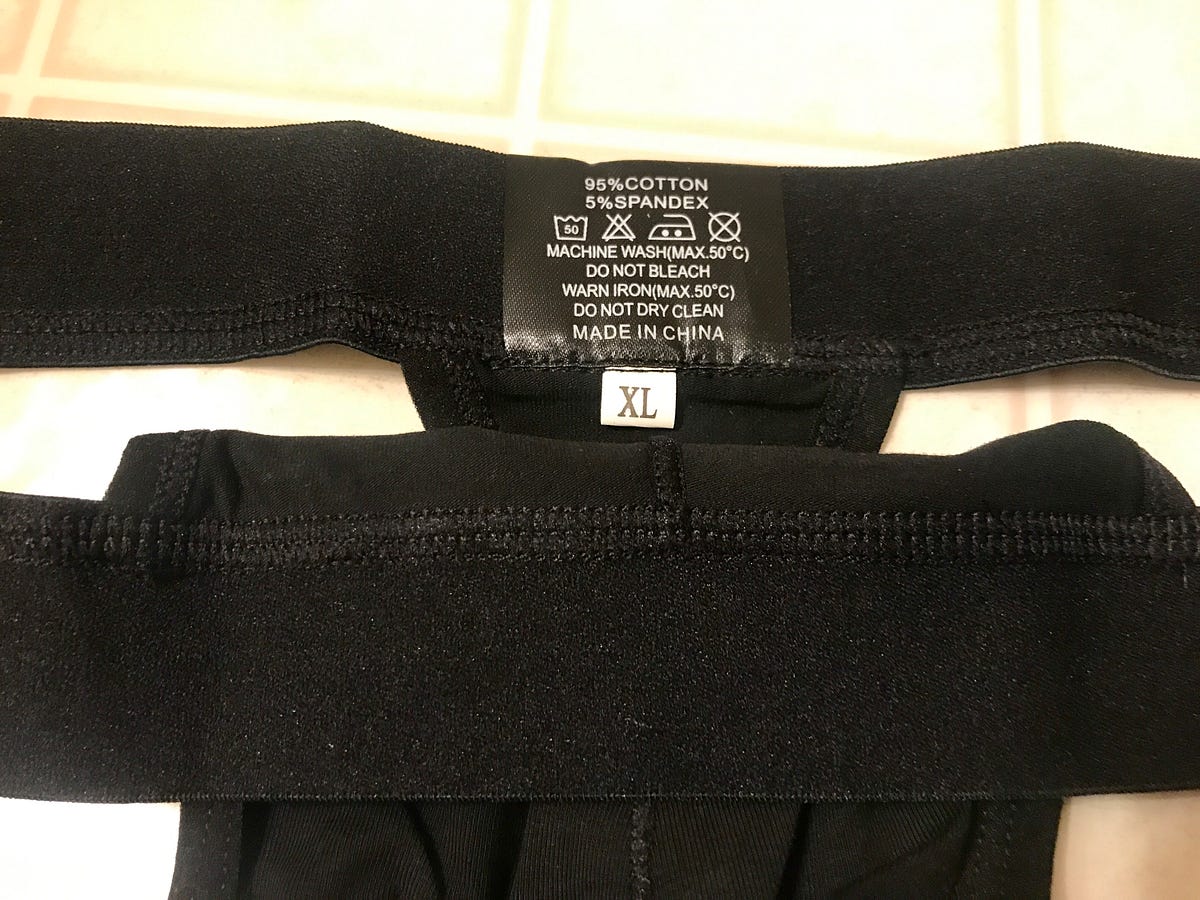 95%COTTON
5%SPANDEX
50
MACHINE WASH(MAX.50°C)
DO NOT BLEACH
WARN IRON(MAX.50°C)
DO NOT DRY CLEAN
MADE IN CHINA
XL